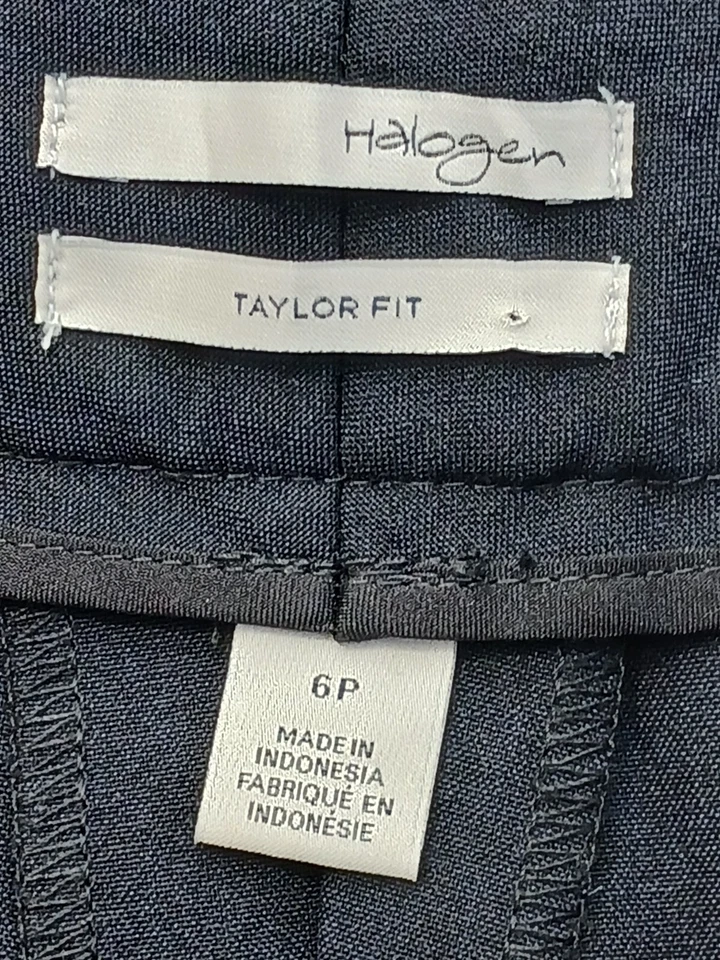 Halogen
TAYLOR FIT
6P
MADE IN
INDONESIA
FABRIQUÉ EN
INDONÉSIE